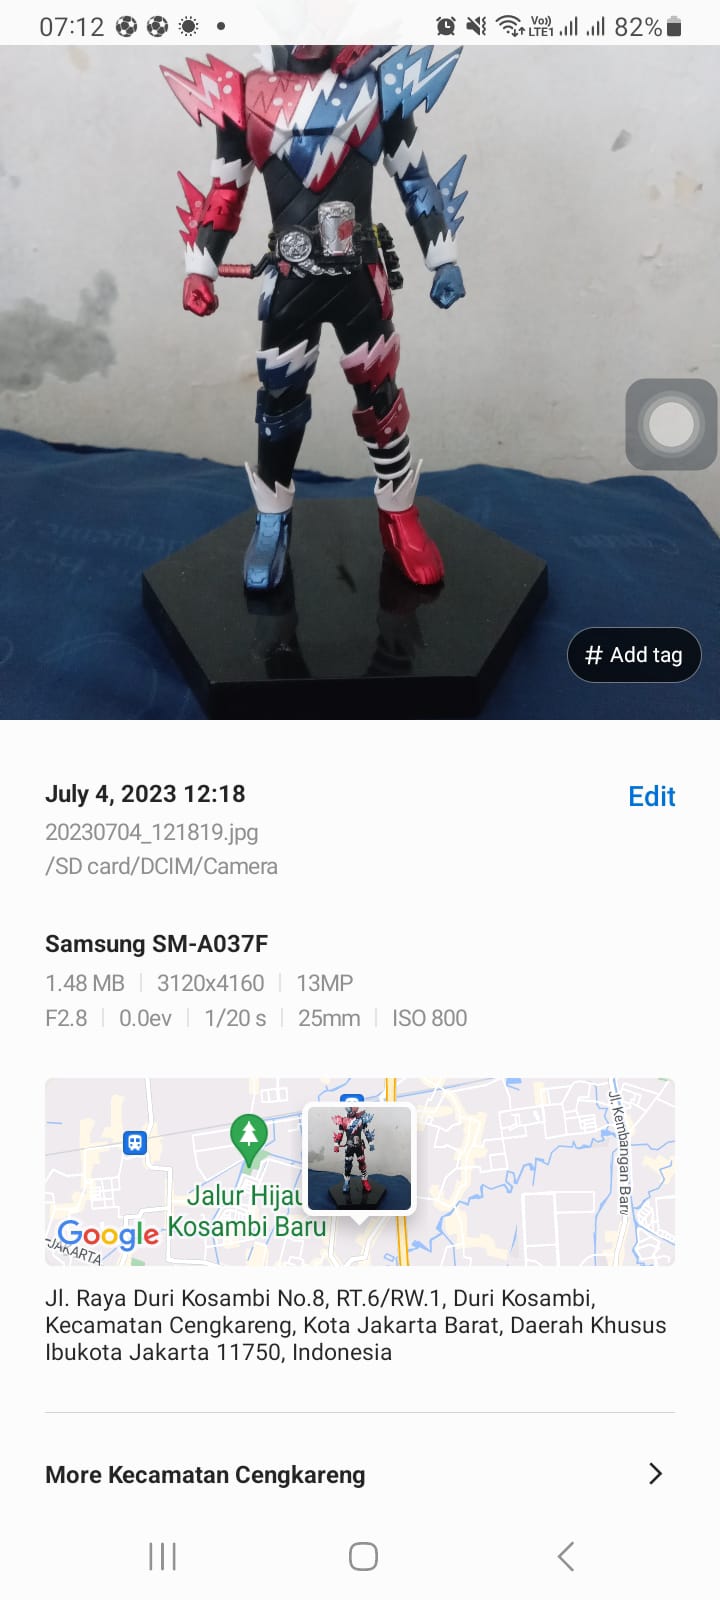 07:12
Vo))
LTE1
82%
# Add tag
July 4, 2023 12:18
Edit
20230704_121819.jpg
/SD card/DCIM/Camera
Samsung SM-A037F
1.48 MB 3120x4160 13MP
F2.8 0.0ev 1/20 s 25mm ISO 800
Jl. Kembangan Baru
Jalur Hijau
Kosambi Baru
Google
JAKARTA
Jl. Raya Duri Kosambi No.8, RT.6/RW.1, Duri Kosambi,
Kecamatan Cengkareng, Kota Jakarta Barat, Daerah Khusus
Ibukota Jakarta 11750, Indonesia
More Kecamatan Cengkareng